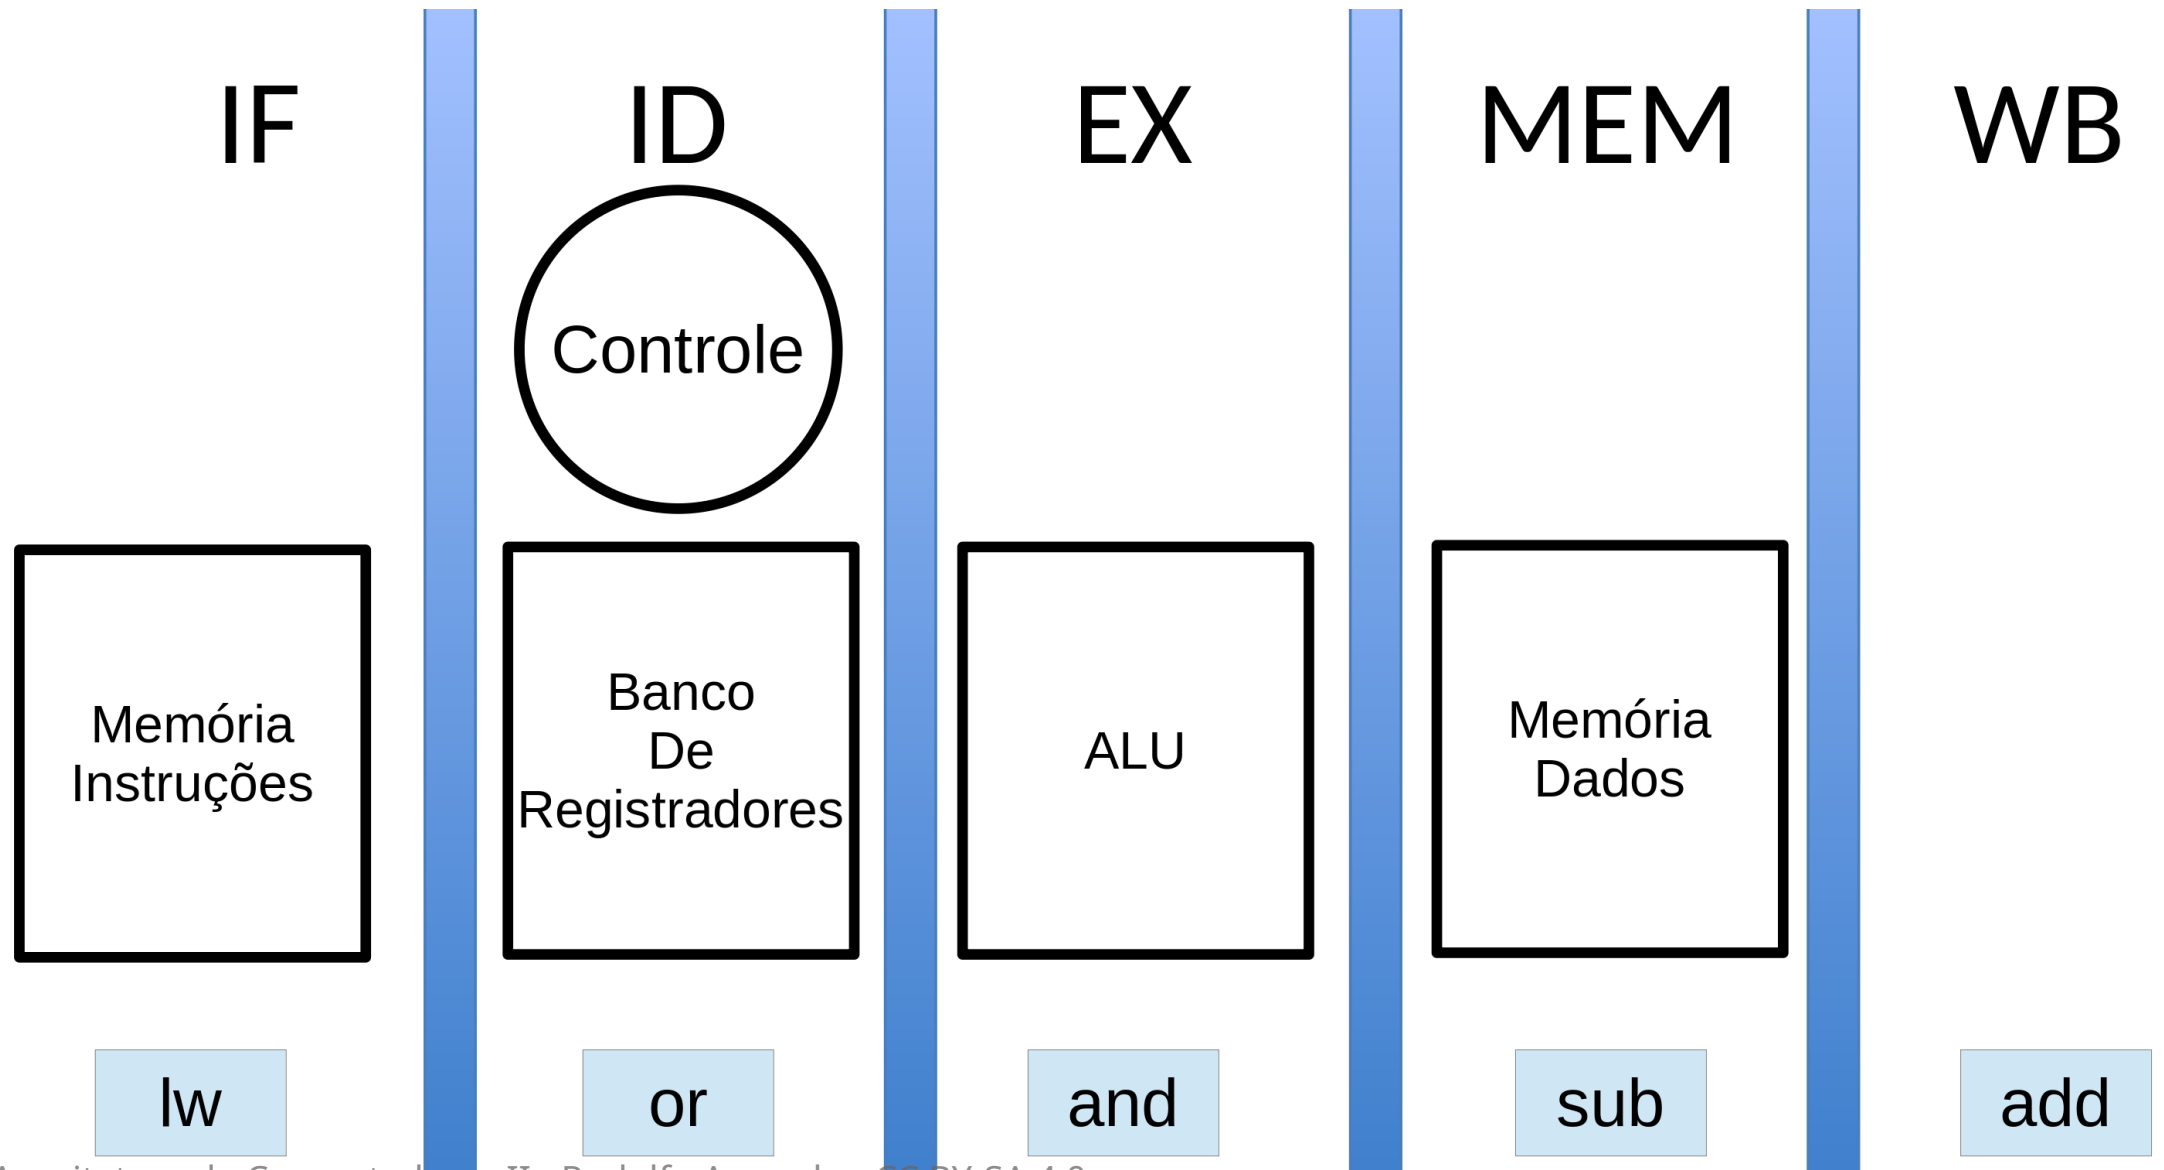 IF ID EX MEM WB
Controle
Memória
Instruções
Banco
De
Registradores
ALU
Memória
Dados
lw or and sub add